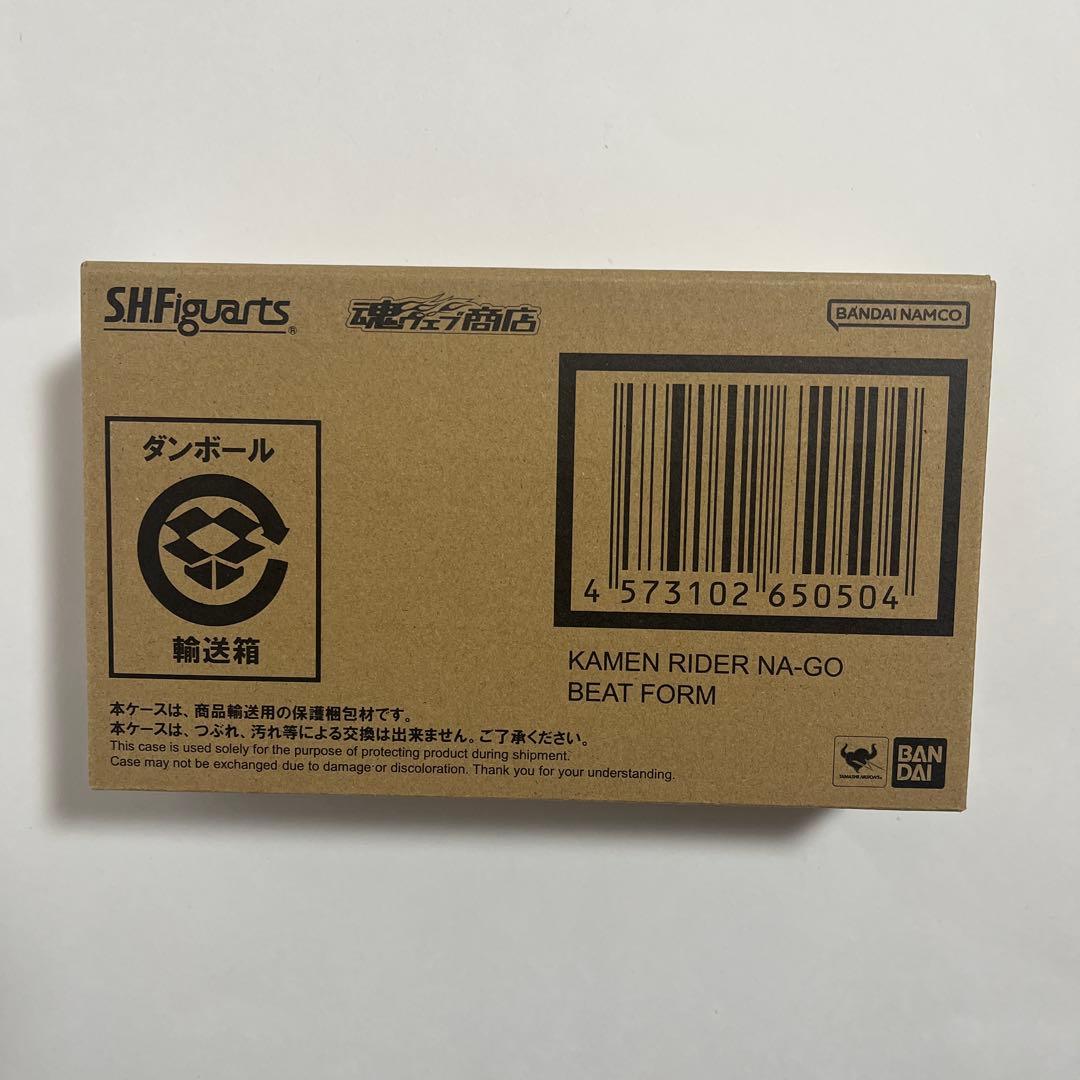 S.H.Figuarts®
魂ウェブ商店
BANDAI NAMCO
ダンボール
輸送箱
4 573102 650504
KAMEN RIDER NA-GO
BEAT FORM
本ケースは、商品輸送用の保護梱包材です。
本ケースは、つぶれ、汚れ等による交換は出来ません。ご了承ください。
This case is used solely for the purpose of protecting product during shipment.
Case may not be exchanged due to damage or discoloration. Thank you for your understanding.
TAMASHII NATIONS
BAN
DAI